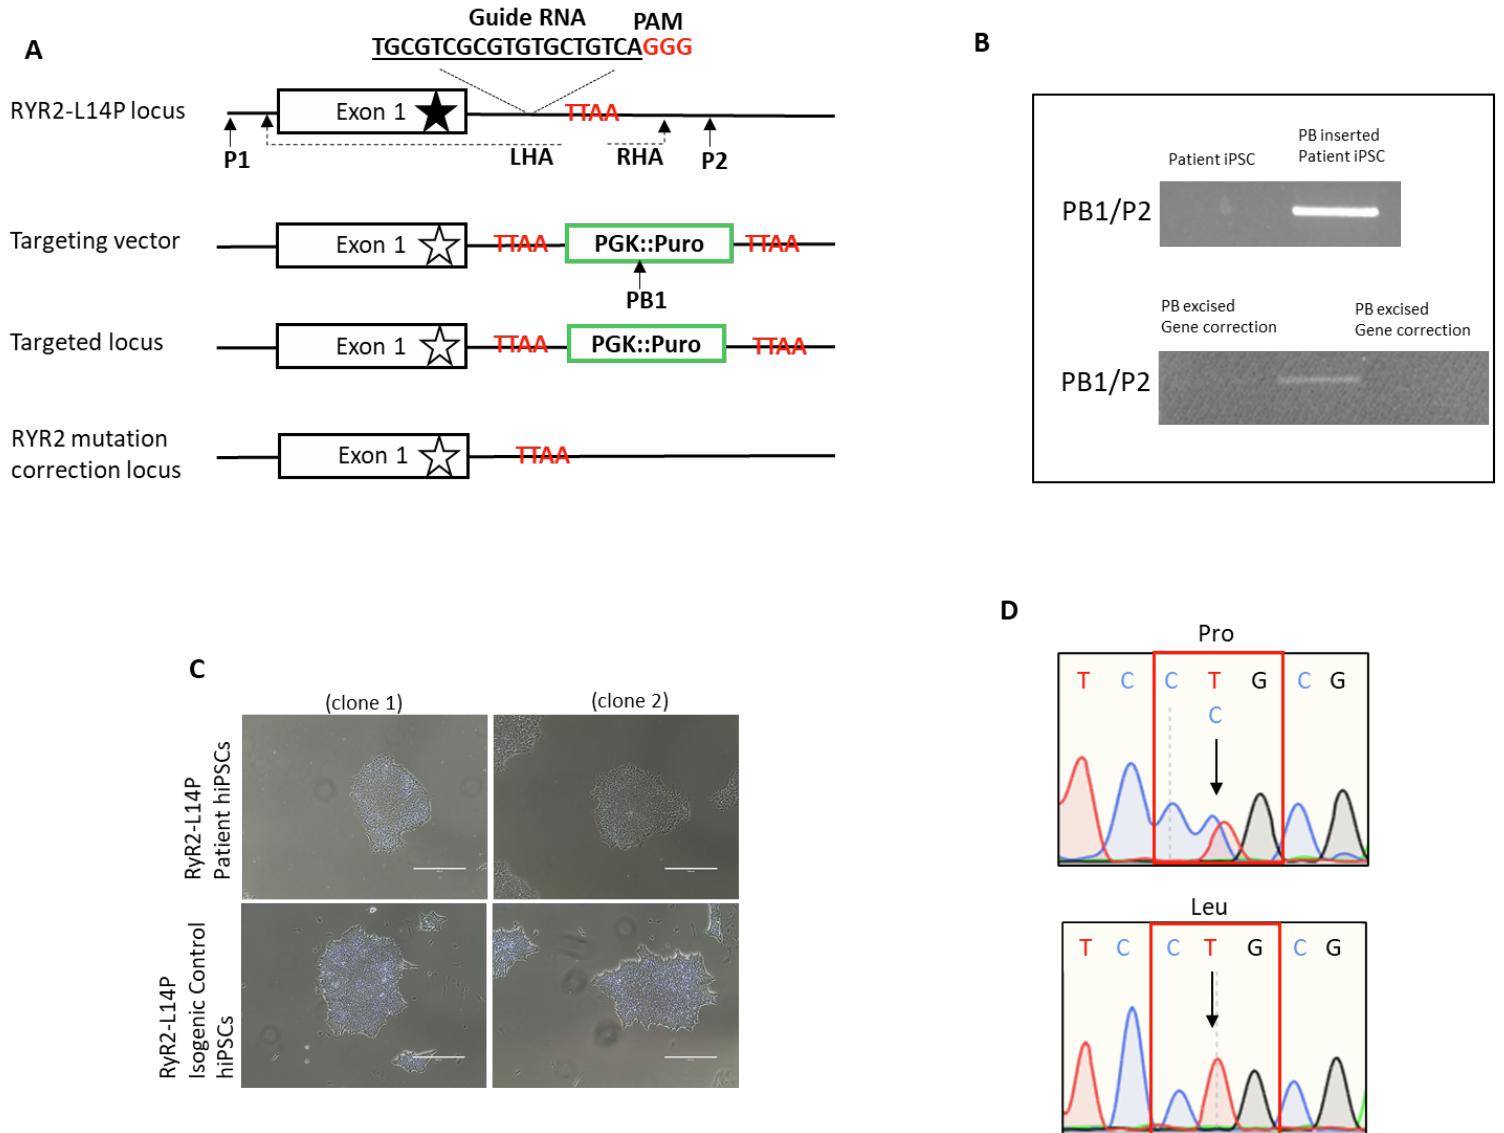 A
Guide RNA
PAM
TGCGTCGCGTGTGCTGTCAGGG
RYR2-L14P locus
Exon 1
TTAA
P1
LHA
RHA
P2
Targeting vector
Exon 1
TTAA
PGK::Puro
TTAA
PB1
Targeted locus
Exon 1
TTAA
PGK::Puro
TTAA
RYR2 mutation
correction locus
Exon 1
TTAA
B
Patient iPSC
PB inserted
Patient iPSC
PB1/P2
PB excised
Gene correction
PB excised
Gene correction
PB1/P2
C
(clone 1)
(clone 2)
RyR2-L14P
Patient hiPSCs
RyR2-L14P
Isogenic Control
hiPSCs
D
Pro
T C C T G C G
C
Leu
T C C T G C G